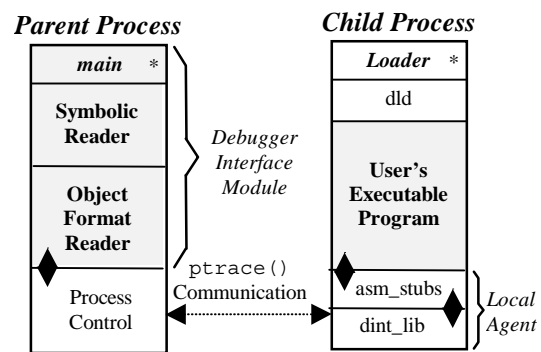 Parent Process
main *
Symbolic
Reader
Object
Format
Reader
Process
Control
Debugger
Interface
Module
ptrace()
Communication
Child Process
Loader *
dld
User's
Executable
Program
asm_stubs
dint_lib
Local
Agent